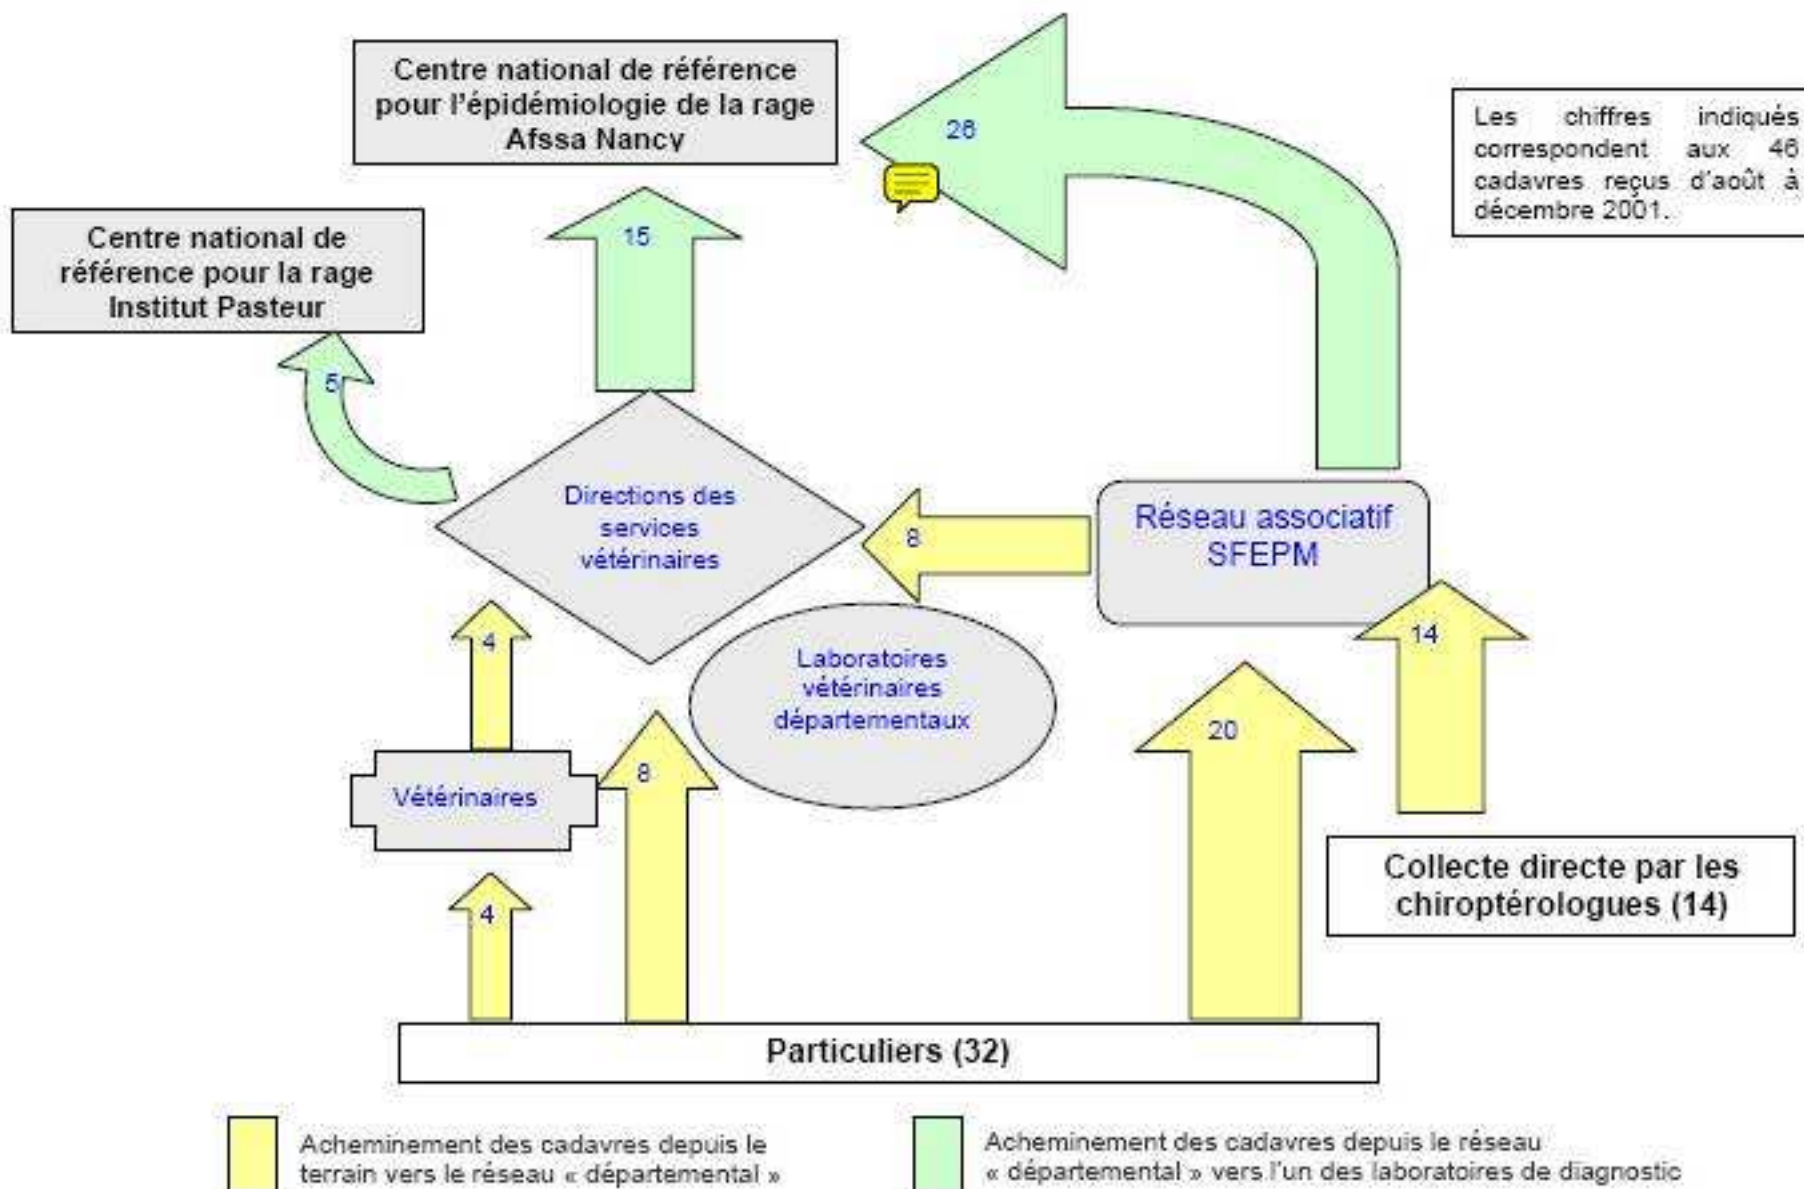 Centre national de référence
pour l'épidémiologie de la rage
Afssa Nancy
26
Les chiffres indiqués
correspondent aux 46
cadavres reçus d'août à
décembre 2001.
Centre national de
référence pour la rage
Institut Pasteur
15
5
Directions des
services
vétérinaires
8
Réseau associatif
SFEPM
4
14
Laboratoires
vétérinaires
départementaux
20
8
Vétérinaires
Collecte directe par les
chiroptérologues (14)
4
Particuliers (32)
Acheminement des cadavres depuis le
terrain vers le réseau « départemental »
Acheminement des cadavres depuis le réseau
« départemental » vers l'un des laboratoires de diagnostic